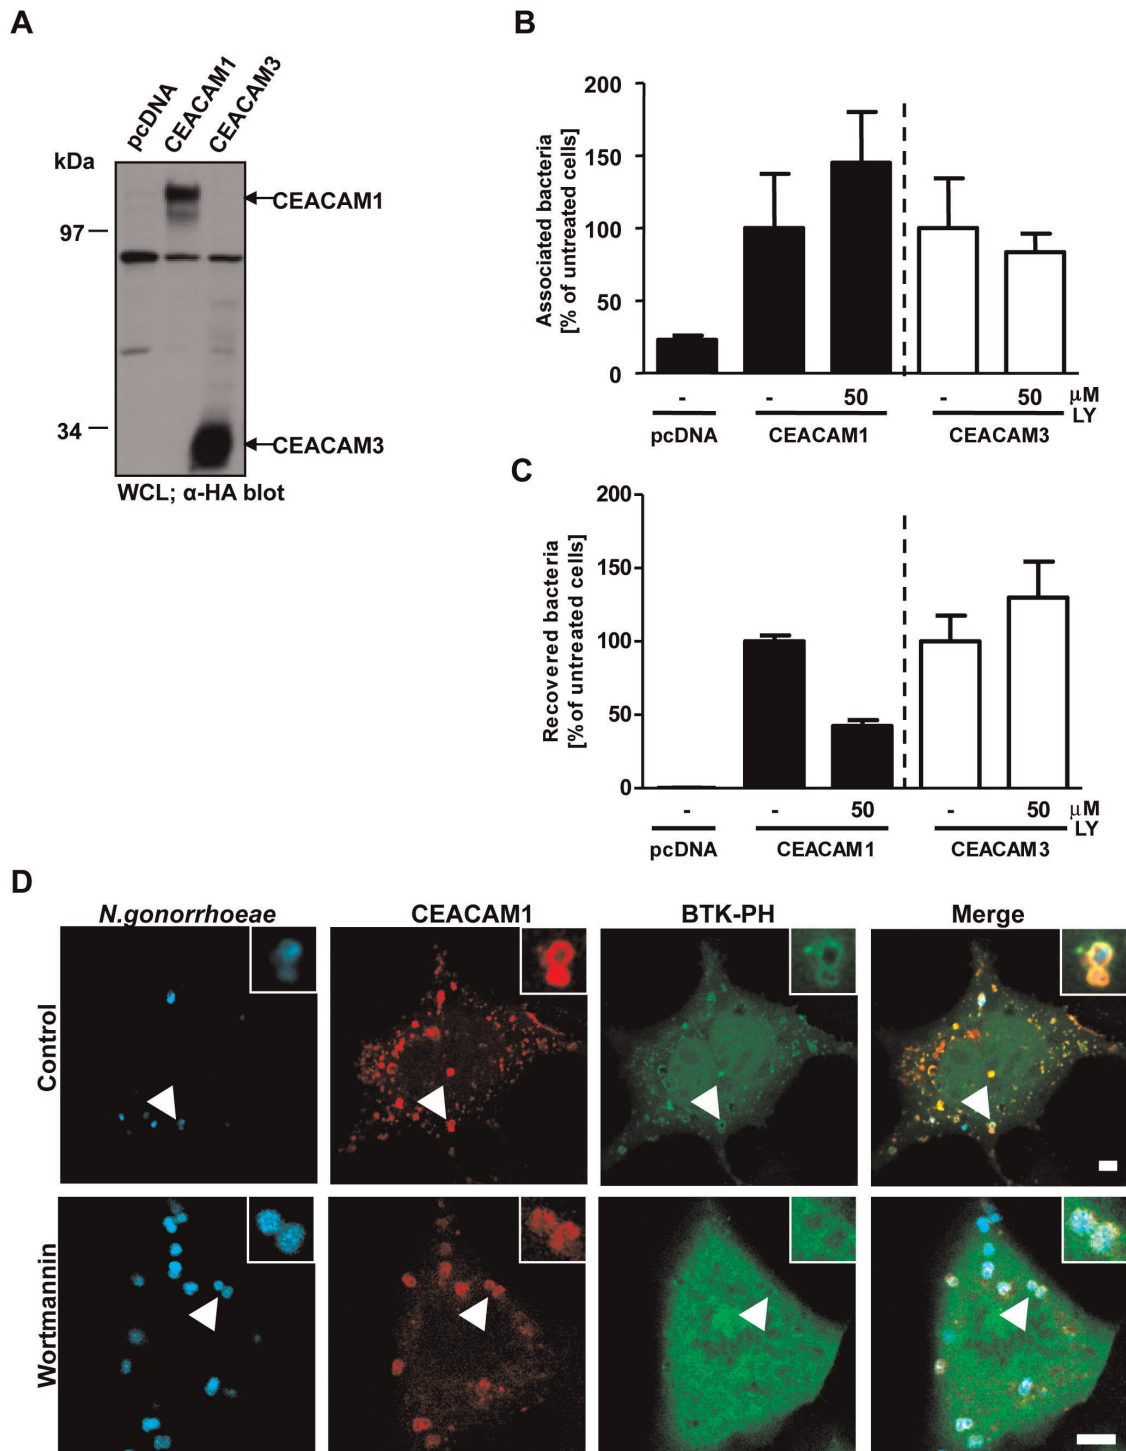 A
pcDNA
CEACAM1
CEACAM3
kDa
97
34
CEACAM1
CEACAM3
WCL; α-HA blot
B
Associated bacteria
[% of untreated cells]
200
150
100
50
0
- - 50 - 50 μM
LY
pcDNA CEACAM1 CEACAM3
C
Recovered bacteria
[% of untreated cells]
200
150
100
50
0
- - 50 - 50 μM
LY
pcDNA CEACAM1 CEACAM3
D
N.gonorrhoeae CEACAM1 BTK-PH Merge
Control
Wortmannin